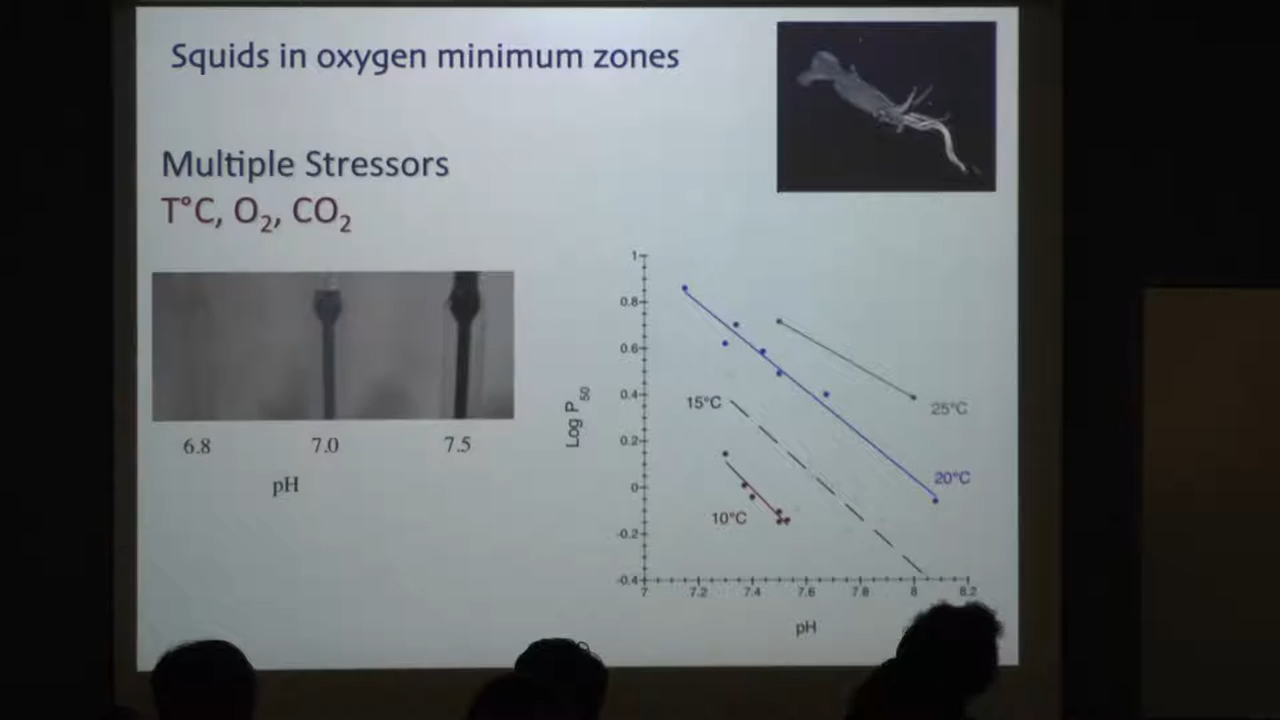 Squids in oxygen minimum zones
Multiple Stressors
T°C, O₂, CO₂
6.8 7.0 7.5
pH
1
0.8
0.6
0.4
0.2
0
-0.2
-0.4
Log P₅₀
7 7.2 7.4 7.6 7.8 8 8.2
pH
15°C
25°C
20°C
10°C